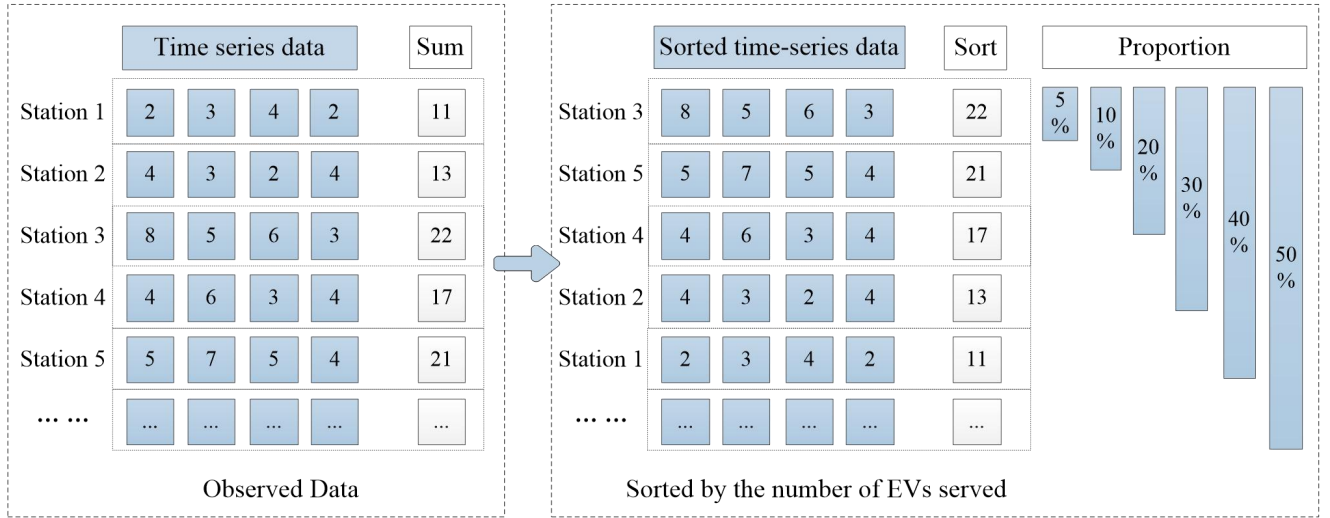 Time series data Sum
Station 1 2 3 4 2 11
Station 2 4 3 2 4 13
Station 3 8 5 6 3 22
Station 4 4 6 3 4 17
Station 5 5 7 5 4 21
... ... ... ... ... ... ...
Observed Data
Sorted time-series data Sort
Station 3 8 5 6 3 22
Station 5 5 7 5 4 21
Station 4 4 6 3 4 17
Station 2 4 3 2 4 13
Station 1 2 3 4 2 11
... ... ... ... ... ... ...
Sorted by the number of EVs served
Proportion
5
%
10
%
20
%
30
%
40
%
50
%